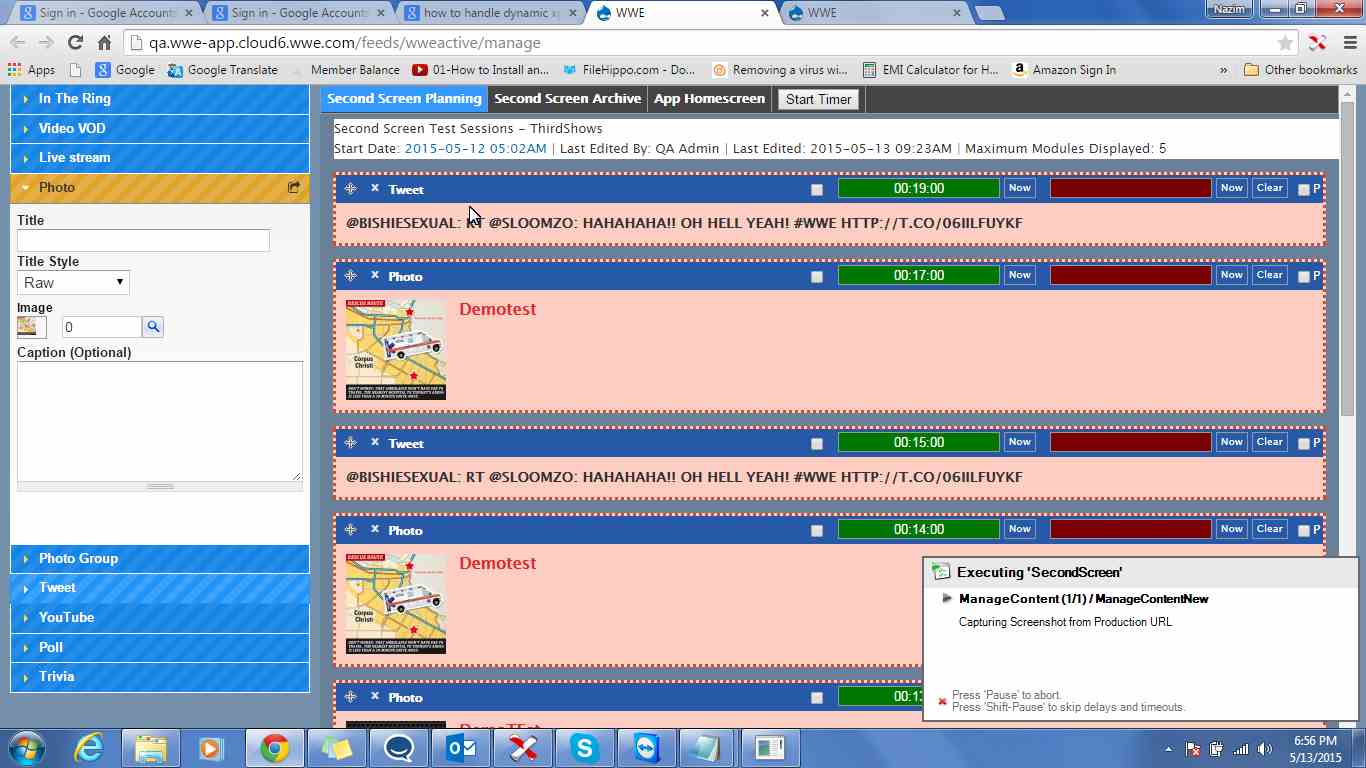 Sign in - Google Accounts
Sign in - Google Accounts
how to handle dynamic xp
WWE
WWE
Nazim
qa.wwe-app.cloud6.wwe.com/feeds/wweactive/manage
Apps
Google
Google Translate
Member Balance
01-How to Install an...
FileHippo.com - Do...
Removing a virus wi...
EMI Calculator for H...
Amazon Sign In
»
Other bookmarks
In The Ring
Video VOD
Live stream
Photo
Title
Title Style
Raw
Image
0
Caption (Optional)
Photo Group
Tweet
YouTube
Poll
Trivia
Second Screen Planning
Second Screen Archive
App Homescreen
Start Timer
Second Screen Test Sessions - ThirdShows
Start Date: 2015-05-12 05:02AM | Last Edited By: QA Admin | Last Edited: 2015-05-13 09:23AM | Maximum Modules Displayed: 5
Tweet 00:19:00 Now Now Clear P
@BISHIESEXUAL: RT @SLOOMZO: HAHAHAHA!! OH HELL YEAH! #WWE HTTP://T.CO/06IILFUYKF
Photo 00:17:00 Now Now Clear P
RESCUE ROUTE
Corpus
Christi
Demotest
Tweet 00:15:00 Now Now Clear P
@BISHIESEXUAL: RT @SLOOMZO: HAHAHAHA!! OH HELL YEAH! #WWE HTTP://T.CO/06IILFUYKF
Photo 00:14:00 Now Now Clear P
RESCUE ROUTE
Corpus
Christi
Demotest
Photo
Executing 'SecondScreen'
ManageContent (1/1) / ManageContentNew
Capturing Screenshot from Production URL
Press 'Pause' to abort.
Press 'Shift-Pause' to skip delays and timeouts.
6:56 PM
5/13/2015